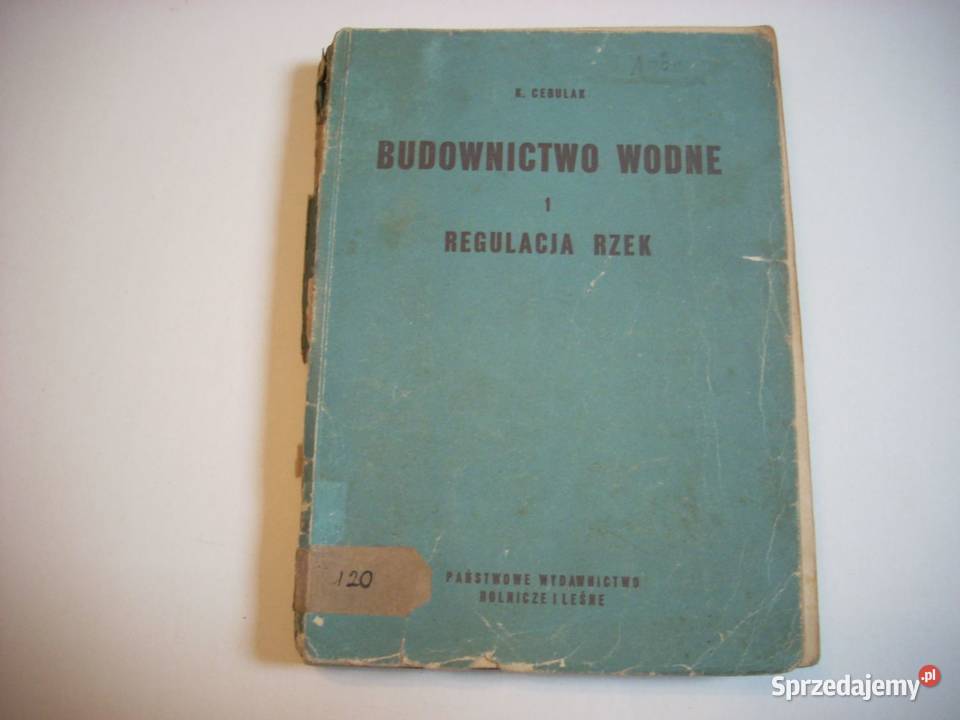 K. CEBULAK
BUDOWNICTWO WODNE
1
REGULACJA RZEK
120
PAŃSTWOWE WYDAWNICTWO
ROLNICZE I LEŚNE
Sprzedajemy.pl